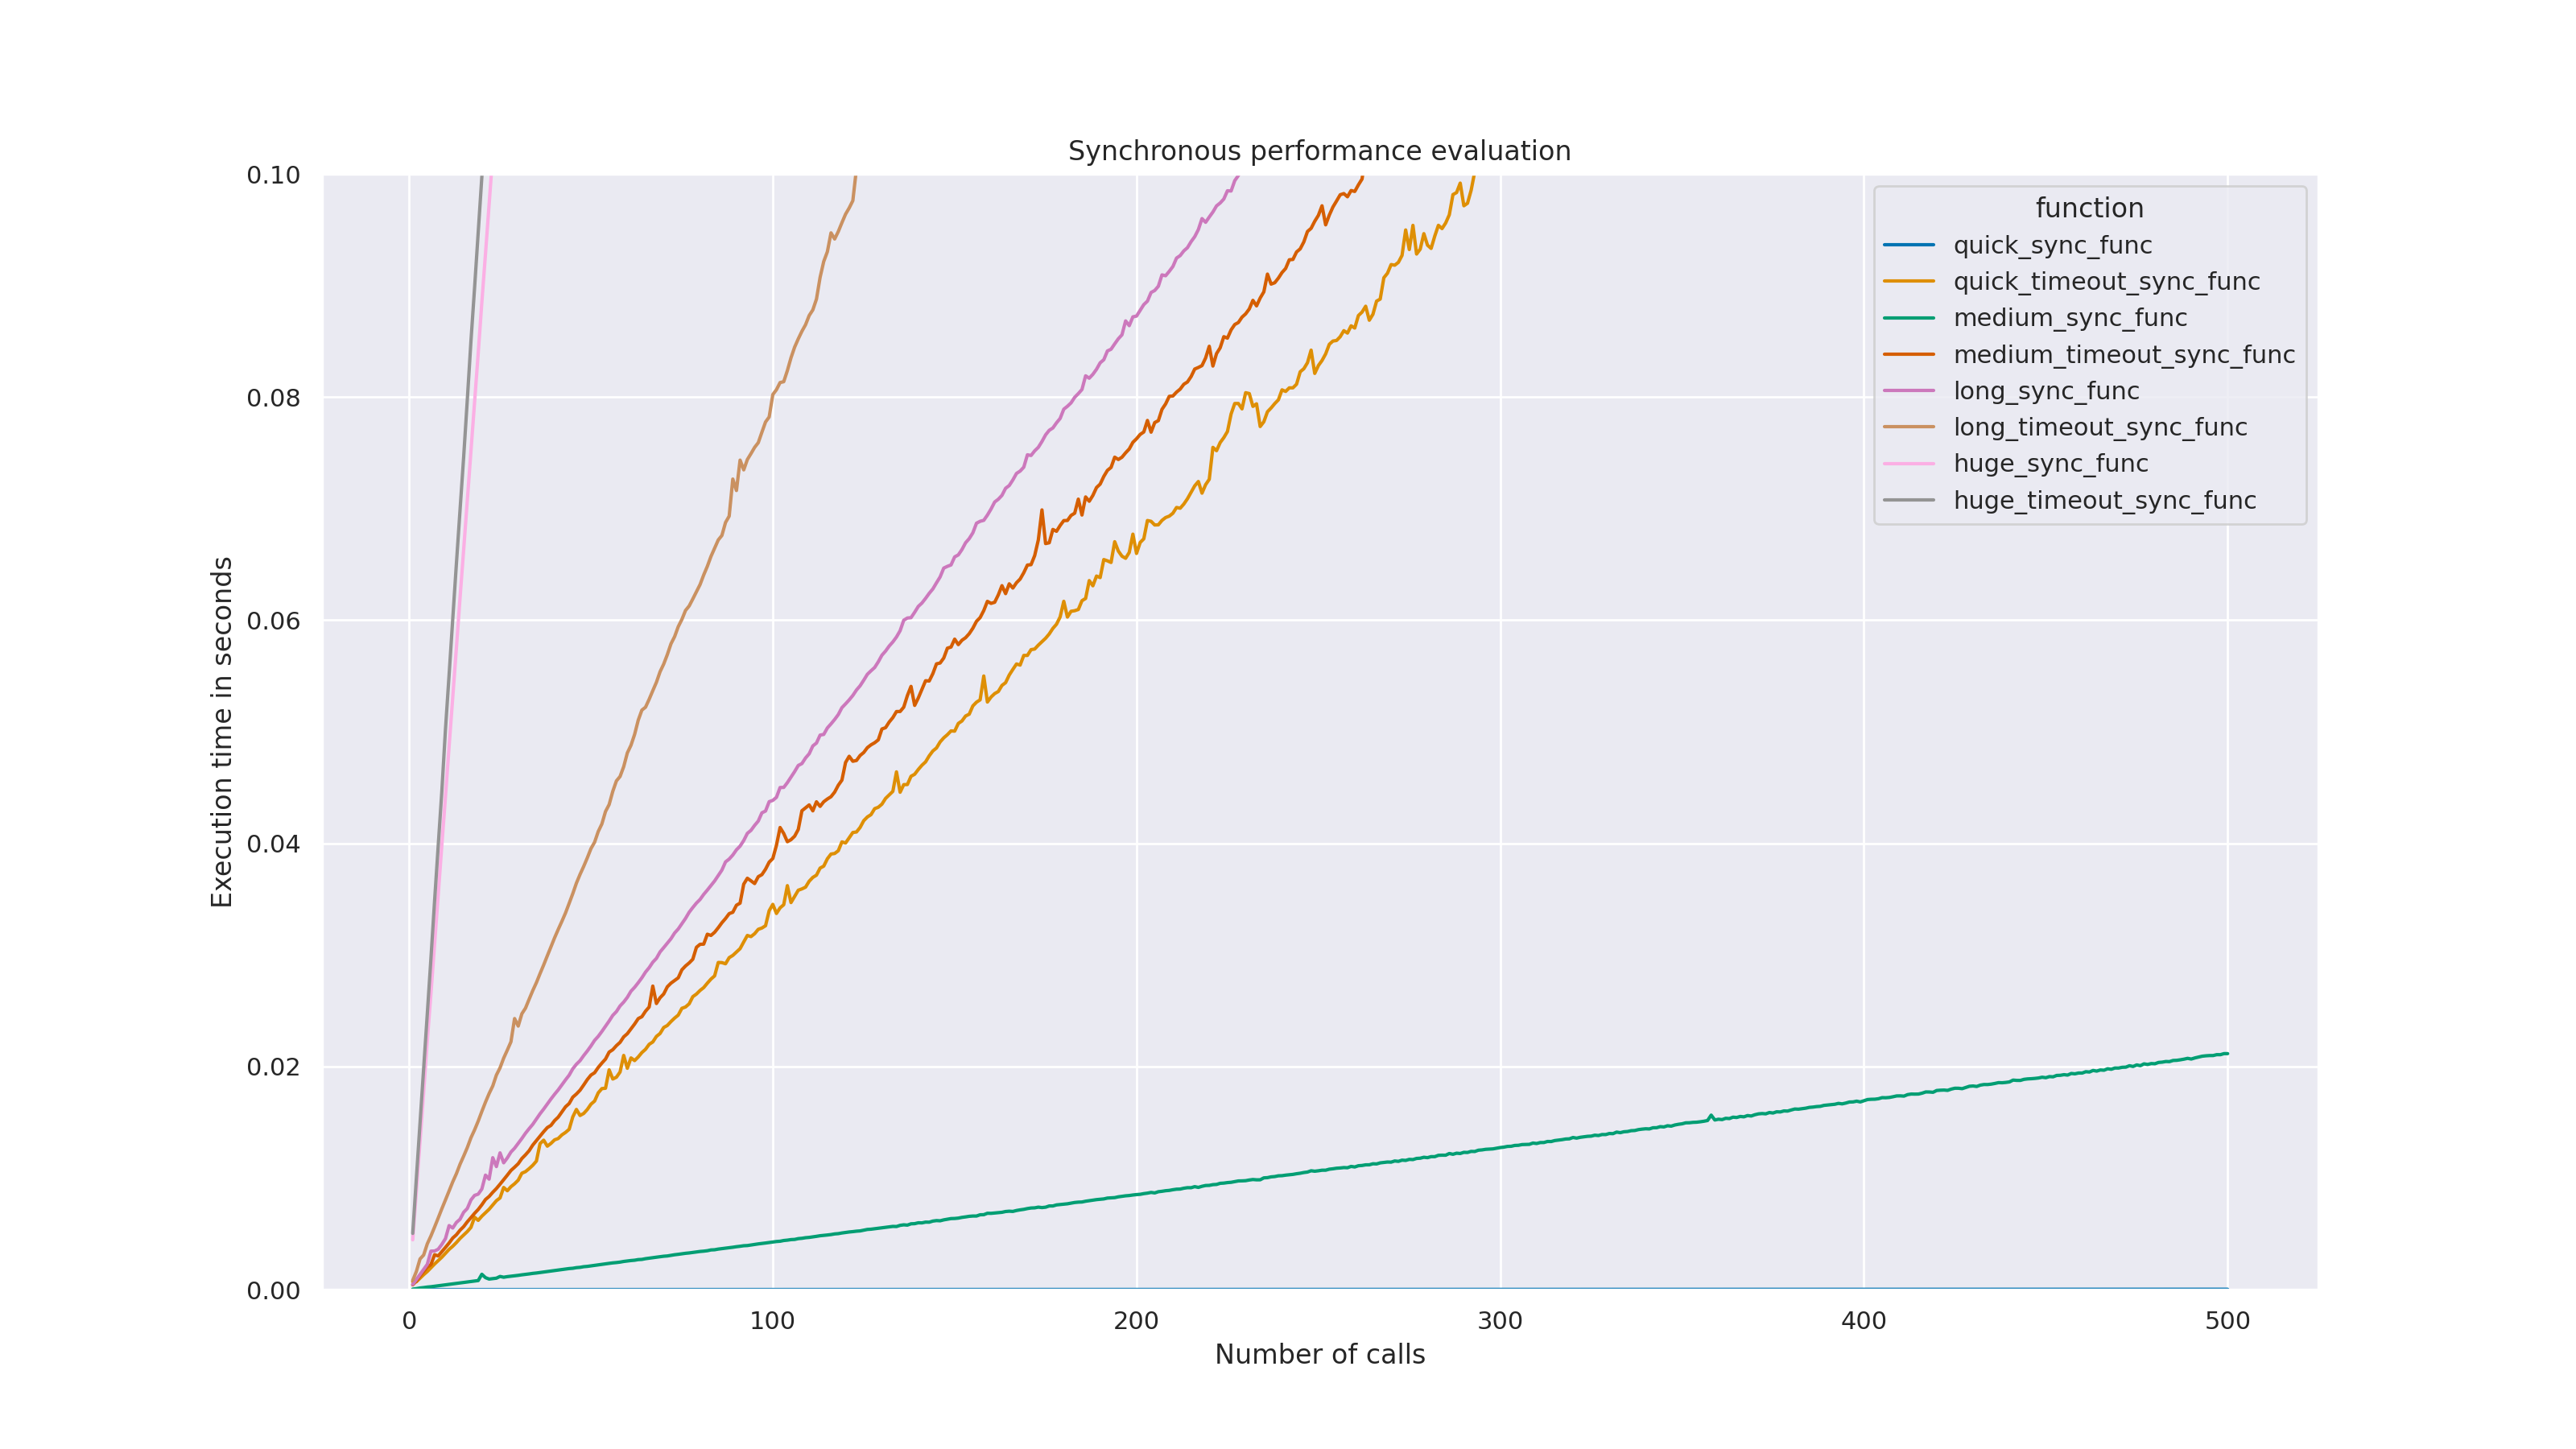 Synchronous performance evaluation
0.10
0.08
0.06
0.04
0.02
0.00
Execution time in seconds
0
100
200
300
400
500
Number of calls
function
quick_sync_func
quick_timeout_sync_func
medium_sync_func
medium_timeout_sync_func
long_sync_func
long_timeout_sync_func
huge_sync_func
huge_timeout_sync_func